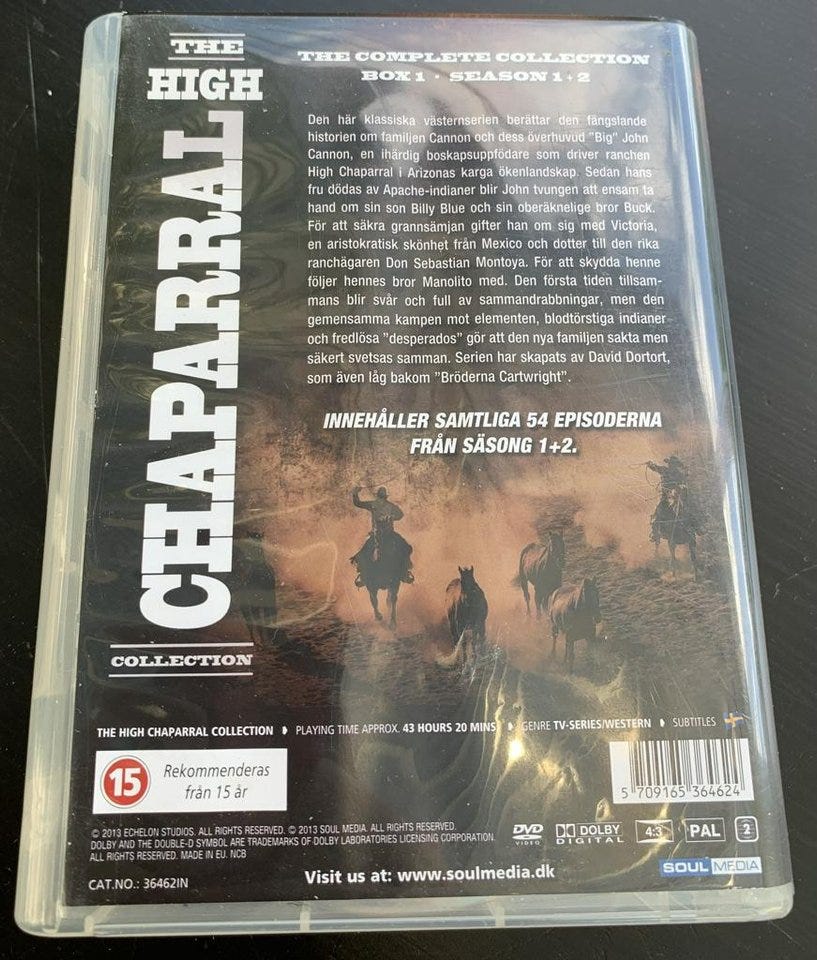 THE
HIGH
CHAPARRAL
COLLECTION
THE COMPLETE COLLECTION
BOX 1 · SEASON 1+2
Den här klassiska västernserien berättar den fängslande
historien om familjen Cannon och dess överhuvud "Big" John
Cannon, en ihärdig boskapsuppfödare som driver ranchen
High Chaparral i Arizonas karga ökenlandskap. Sedan hans
fru dödas av Apache-indianer blir John tvungen att ensam ta
hand om sin son Billy Blue och sin oberäknelige bror Buck.
För att säkra grannsämjan gifter han om sig med Victoria,
en aristokratisk skönhet från Mexico och dotter till den rika
ranchägaren Don Sebastian Montoya. För att skydda henne
följer hennes bror Manolito med. Den första tiden tillsam-
mans blir svår och full av sammandrabbningar, men den
gemensamma kampen mot elementen, blodtörstiga indianer
och fredlösa "desperados" gör att den nya familjen sakta men
säkert svetsas samman. Serien har skapats av David Dortort,
som även låg bakom "Bröderna Cartwright".
INNEHÅLLER SAMTLIGA 54 EPISODERNA
FRÅN SÄSONG 1+2.
THE HIGH CHAPARRAL COLLECTION PLAYING TIME APPROX. 43 HOURS 20 MINS GENRE TV-SERIES/WESTERN SUBTITLES
15 Rekommenderas
från 15 år
5 709165 364624
© 2013 ECHELON STUDIOS. ALL RIGHTS RESERVED. © 2013 SOUL MEDIA. ALL RIGHTS RESERVED.
DOLBY AND THE DOUBLE-D SYMBOL ARE TRADEMARKS OF DOLBY LABORATORIES LICENSING CORPORATION.
ALL RIGHTS RESERVED. MADE IN EU. NCB
DVD VIDEO DOLBY DIGITAL 4:3 PAL 2
CAT.NO.: 36462IN
Visit us at: www.soulmedia.dk
SOUL MEDIA